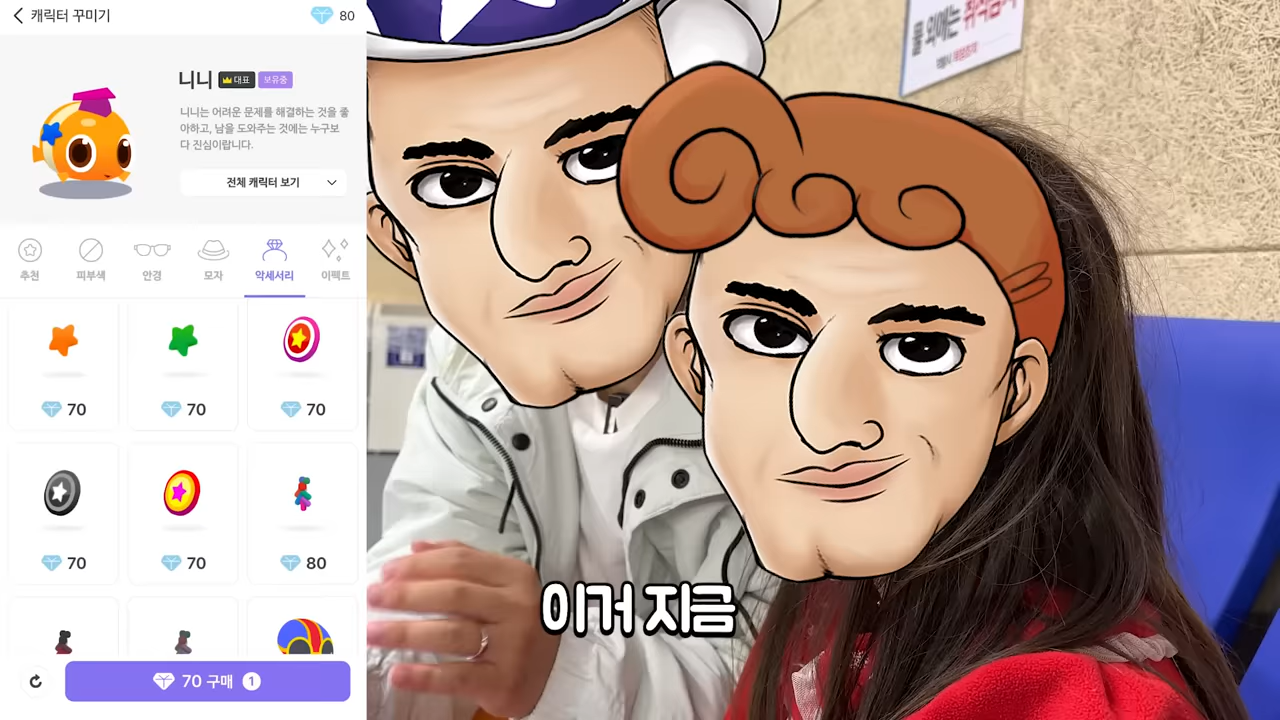 캐릭터 꾸미기
80
니니
대표
보유중
니니는 어려운 문제를 해결하는 것을 좋
아하고, 남을 도와주는 것에는 누구보
다 진심이랍니다.
전체 캐릭터 보기
추천
피부색
안경
모자
악세서리
이펙트
70
70
70
70
70
80
70 구매 1
물 외에는
이거 지금